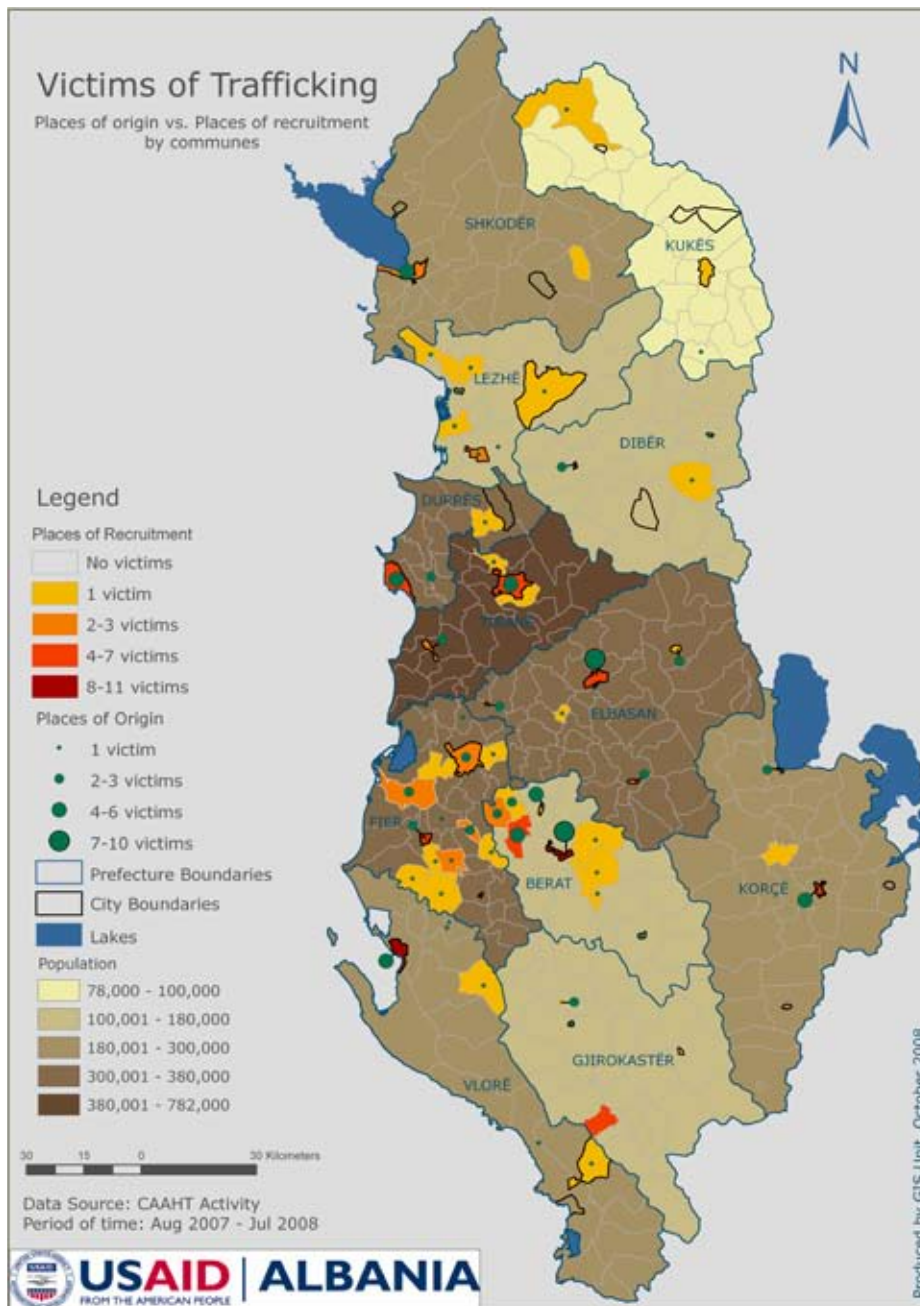 Victims of Trafficking
Places of origin vs. Places of recruitment
by communes
N
SHKODËR
KUKËS
LEZHË
DIBËR
DURRËS
TIRANË
ELBASAN
FIER
BERAT
KORÇË
GJIROKASTËR
VLORË
Legend
Places of Recruitment
No victims
1 victim
2-3 victims
4-7 victims
8-11 victims
Places of Origin
1 victim
2-3 victims
4-6 victims
7-10 victims
Prefecture Boundaries
City Boundaries
Lakes
Population
78,000 - 100,000
100,001 - 180,000
180,001 - 300,000
300,001 - 380,000
380,001 - 782,000
30 15 0 30 Kilometers
Data Source: CAAHT Activity
Period of time: Aug 2007 - Jul 2008
USAID | ALBANIA
FROM THE AMERICAN PEOPLE
Produced by GIS Unit, October 2008